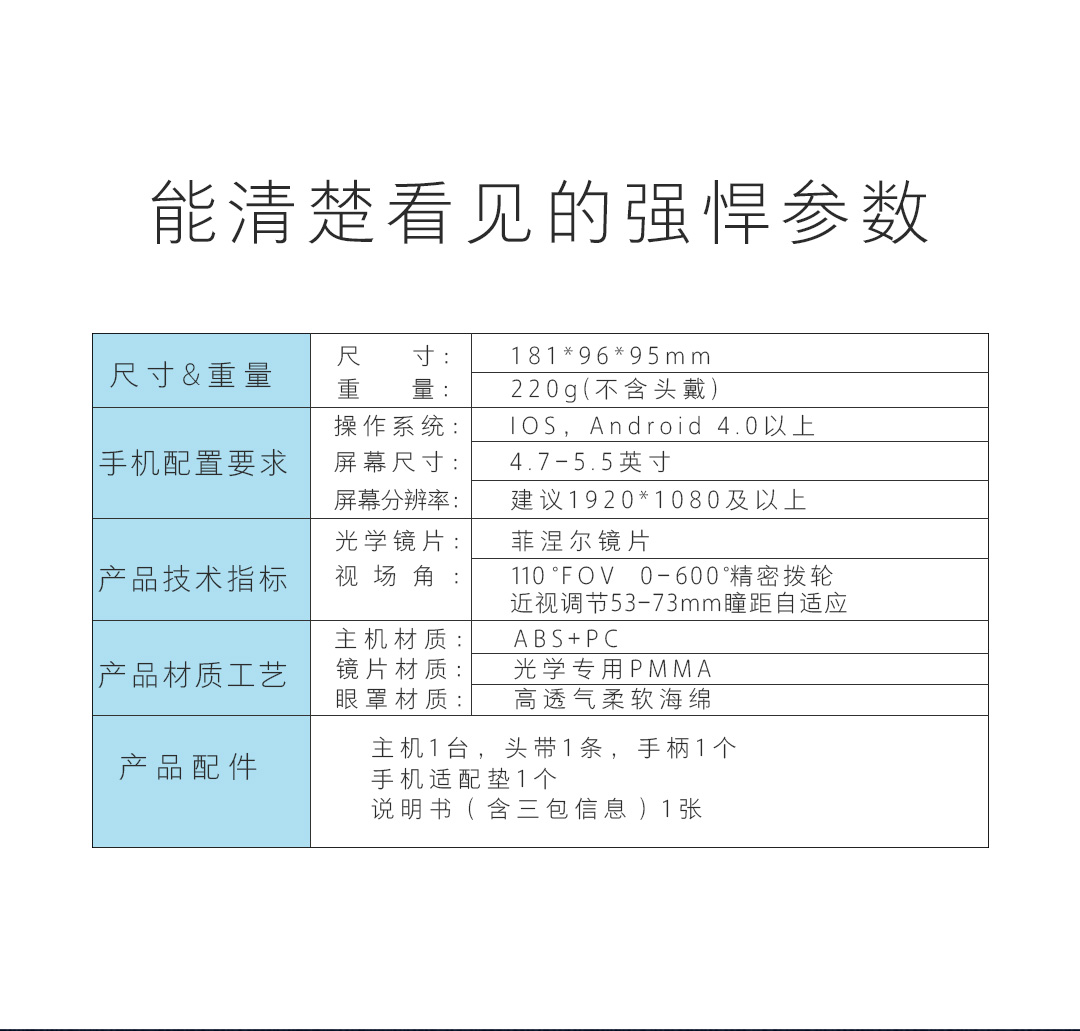 能清楚看见的强悍参数
尺寸&重量
尺 寸: 181*96*95mm
重 量: 220g(不含头戴)
手机配置要求
操作系统: IOS, Android 4.0以上
屏幕尺寸: 4.7-5.5英寸
屏幕分辨率: 建议1920*1080及以上
产品技术指标
光学镜片: 菲涅尔镜片
视场角: 110°FOV 0-600°精密拨轮
近视调节53-73mm瞳距自适应
产品材质工艺
主机材质: ABS+PC
镜片材质: 光学专用PMMA
眼罩材质: 高透气柔软海绵
产品配件
主机1台, 头带1条, 手柄1个
手机适配垫1个
说明书(含三包信息)1张